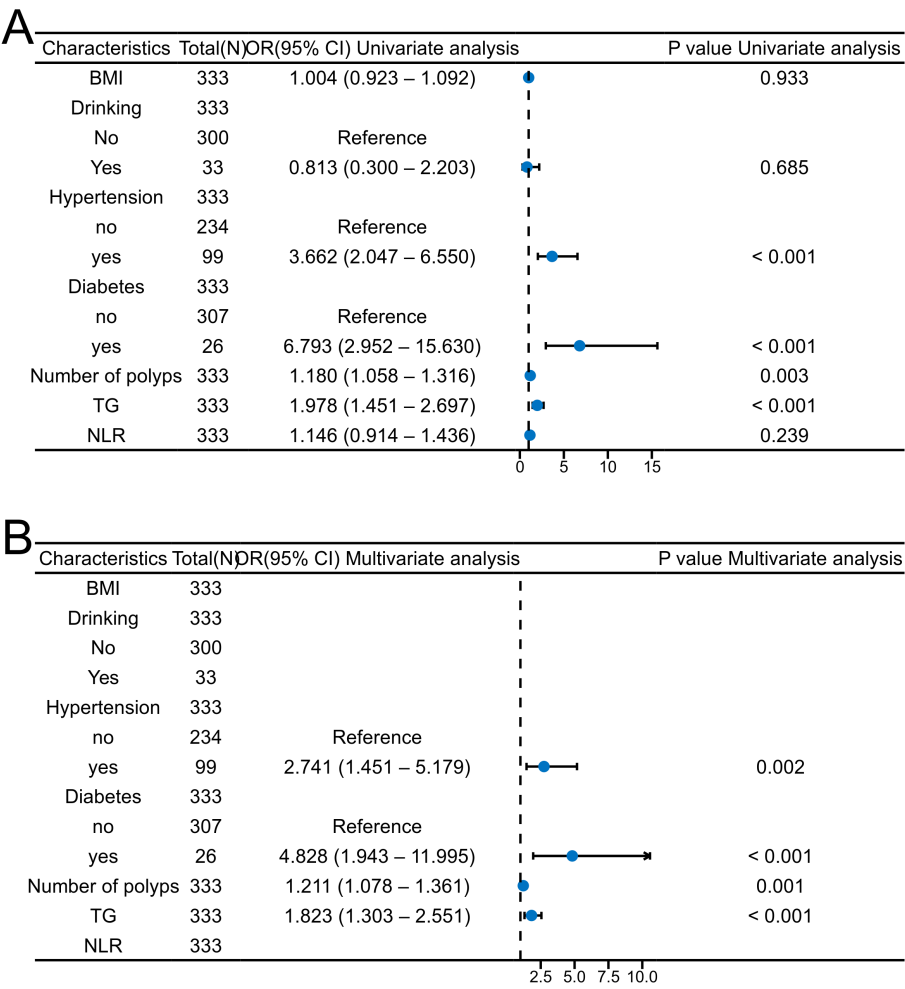 A
Characteristics Total(N)OR(95% CI) Univariate analysis P value Univariate analysis
BMI 333 1.004 (0.923 – 1.092) 0.933
Drinking 333
No 300 Reference
Yes 33 0.813 (0.300 – 2.203) 0.685
Hypertension 333
no 234 Reference
yes 99 3.662 (2.047 – 6.550) < 0.001
Diabetes 333
no 307 Reference
yes 26 6.793 (2.952 – 15.630) < 0.001
Number of polyps 333 1.180 (1.058 – 1.316) 0.003
TG 333 1.978 (1.451 – 2.697) < 0.001
NLR 333 1.146 (0.914 – 1.436) 0.239
0 5 10 15
B
Characteristics Total(N)OR(95% CI) Multivariate analysis P value Multivariate analysis
BMI 333
Drinking 333
No 300
Yes 33
Hypertension 333
no 234 Reference
yes 99 2.741 (1.451 – 5.179) 0.002
Diabetes 333
no 307 Reference
yes 26 4.828 (1.943 – 11.995) < 0.001
Number of polyps 333 1.211 (1.078 – 1.361) 0.001
TG 333 1.823 (1.303 – 2.551) < 0.001
NLR 333
2.5 5.0 7.5 10.0